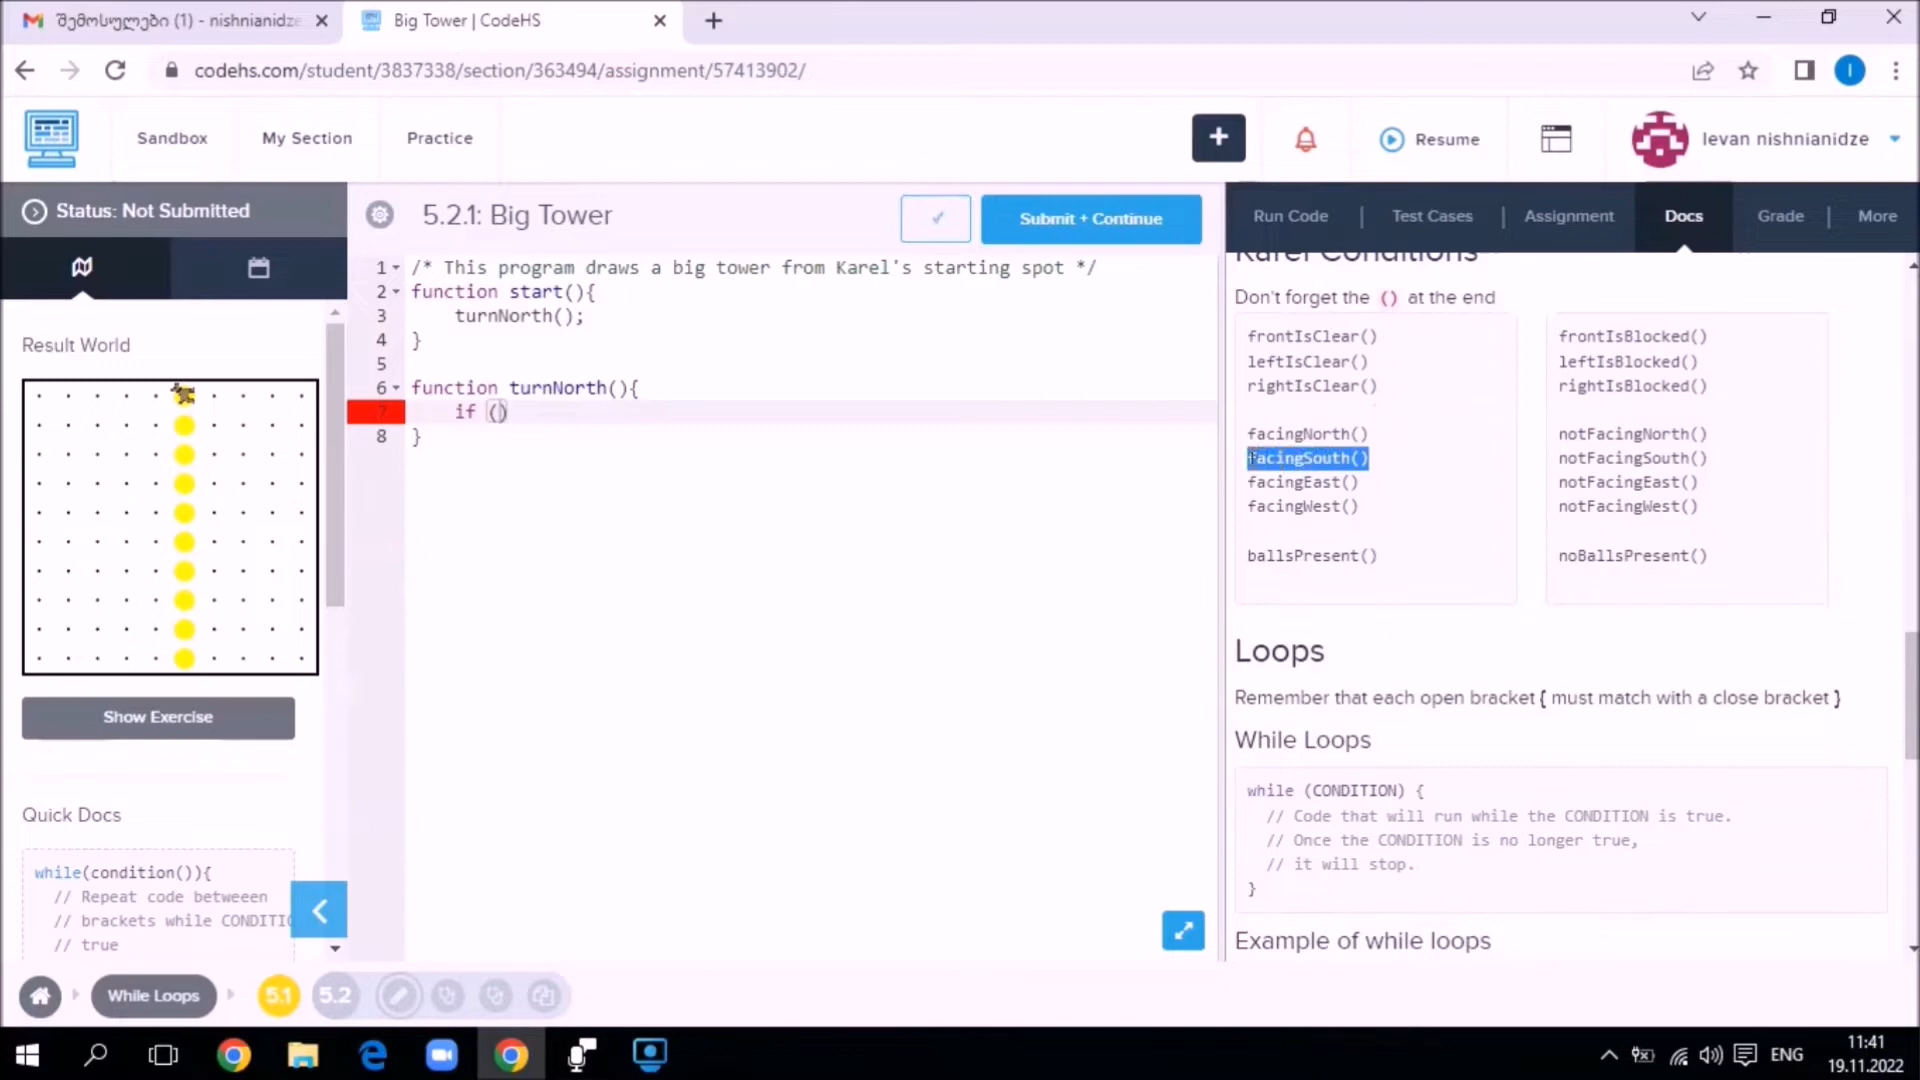 შემოსულები (1) - nishnianidze
Big Tower | CodeHS
codehs.com/student/3837338/section/363494/assignment/57413902/
I
Sandbox
My Section
Practice
Resume
levan nishnianidze
Status: Not Submitted
Result World
Show Exercise
Quick Docs
while(condition()){
// Repeat code betweeen
// brackets while CONDITIO
// true
5.2.1: Big Tower
Submit + Continue
1 /* This program draws a big tower from Karel's starting spot */
2 function start(){
3 turnNorth();
4 }
5
6 function turnNorth(){
7 if ()
8 }
Run Code
Test Cases
Assignment
Docs
Grade
More
Karel Conditions
Don't forget the () at the end
frontIsClear()
leftIsClear()
rightIsClear()
facingNorth()
facingSouth()
facingEast()
facingWest()
ballsPresent()
frontIsBlocked()
leftIsBlocked()
rightIsBlocked()
notFacingNorth()
notFacingSouth()
notFacingEast()
notFacingWest()
noBallsPresent()
Loops
Remember that each open bracket { must match with a close bracket }
While Loops
while (CONDITION) {
// Code that will run while the CONDITION is true.
// Once the CONDITION is no longer true,
// it will stop.
}
Example of while loops
While Loops
5.1
5.2
ENG
11:41
19.11.2022